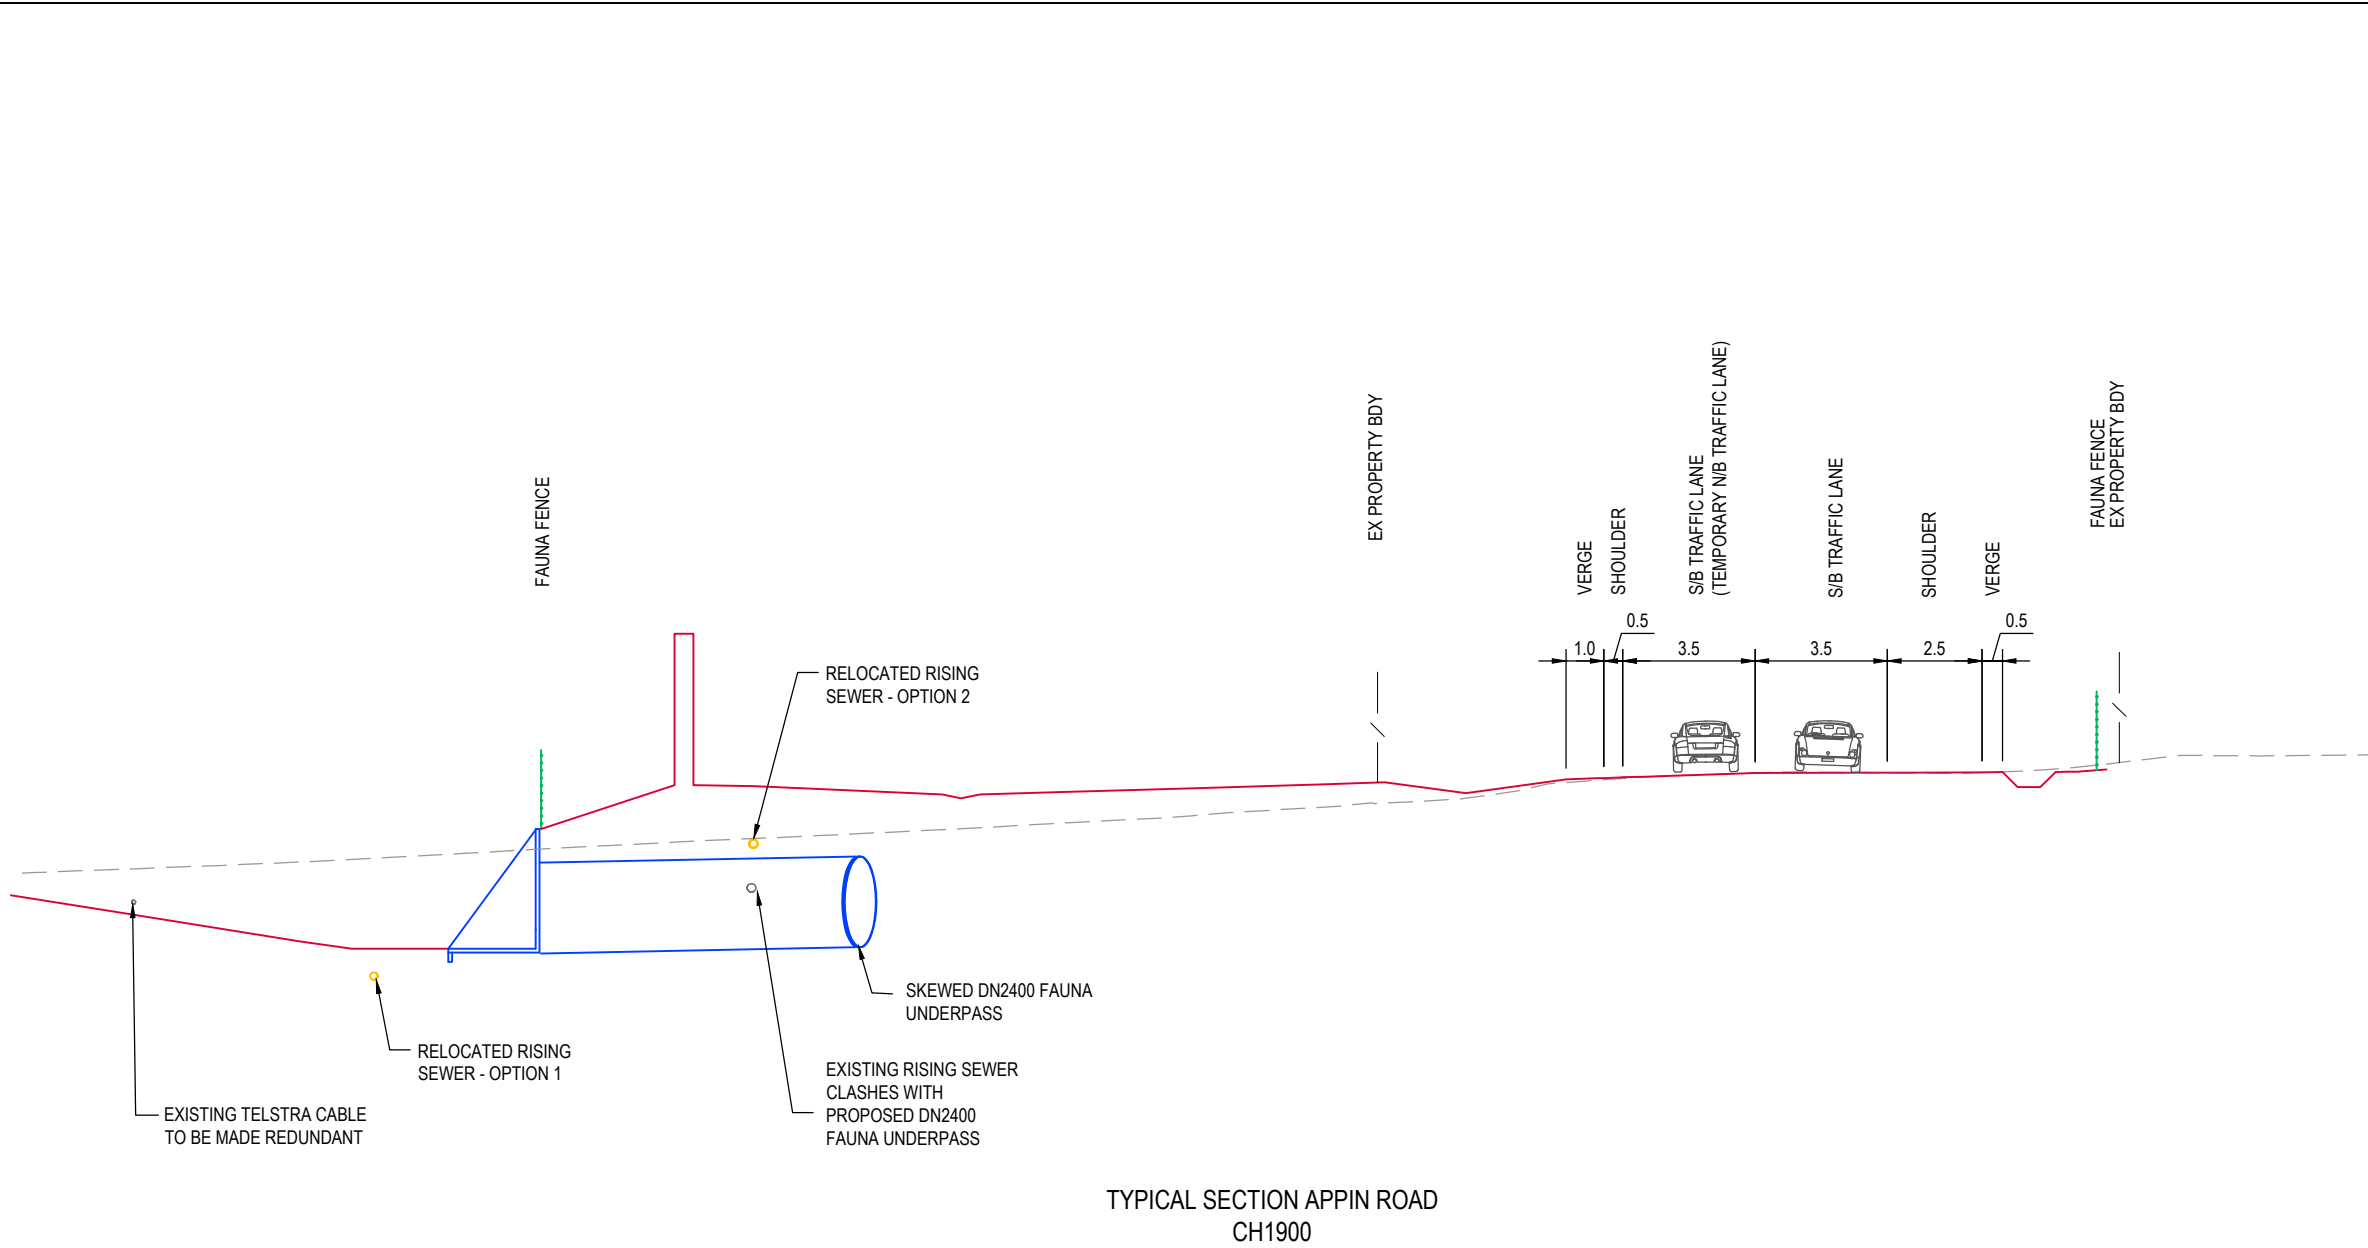 FAUNA FENCE
EX PROPERTY BDY
VERGE
SHOULDER
S/B TRAFFIC LANE
(TEMPORARY N/B TRAFFIC LANE)
S/B TRAFFIC LANE
SHOULDER
VERGE
FAUNA FENCE
EX PROPERTY BDY
0.5
0.5
1.0
3.5
3.5
2.5
RELOCATED RISING
SEWER - OPTION 2
SKEWED DN2400 FAUNA
UNDERPASS
RELOCATED RISING
SEWER - OPTION 1
EXISTING RISING SEWER
CLASHES WITH
PROPOSED DN2400
FAUNA UNDERPASS
EXISTING TELSTRA CABLE
TO BE MADE REDUNDANT
TYPICAL SECTION APPIN ROAD
CH1900